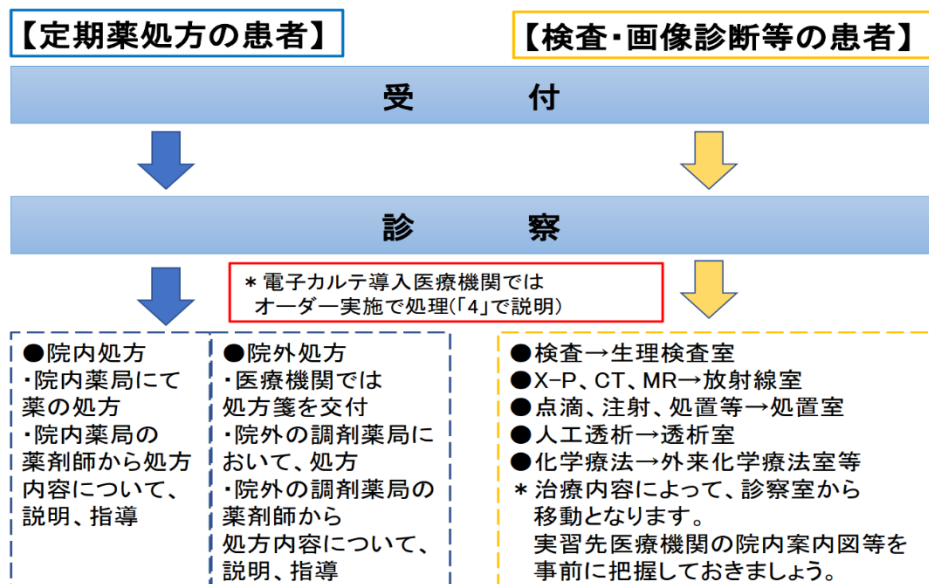 【定期薬処方の患者】
【検査・画像診断等の患者】
受　付
診　察
＊電子カルテ導入医療機関では
オーダー実施で処理(｢4｣で説明)
●院内処方
・院内薬局にて
薬の処方
・院内薬局の
薬剤師から処方
内容について、
説明、指導
●院外処方
・医療機関では
処方箋を交付
・院外の調剤薬局に
おいて、処方
・院外の調剤薬局の
薬剤師から
処方内容について、
説明、指導
●検査→生理検査室
●X-P、CT、MR→放射線室
●点滴、注射、処置等→処置室
●人工透析→透析室
●化学療法→外来化学療法室等
＊治療内容によって、診察室から
移動となります。
実習先医療機関の院内案内図等を
事前に把握しておきましょう。